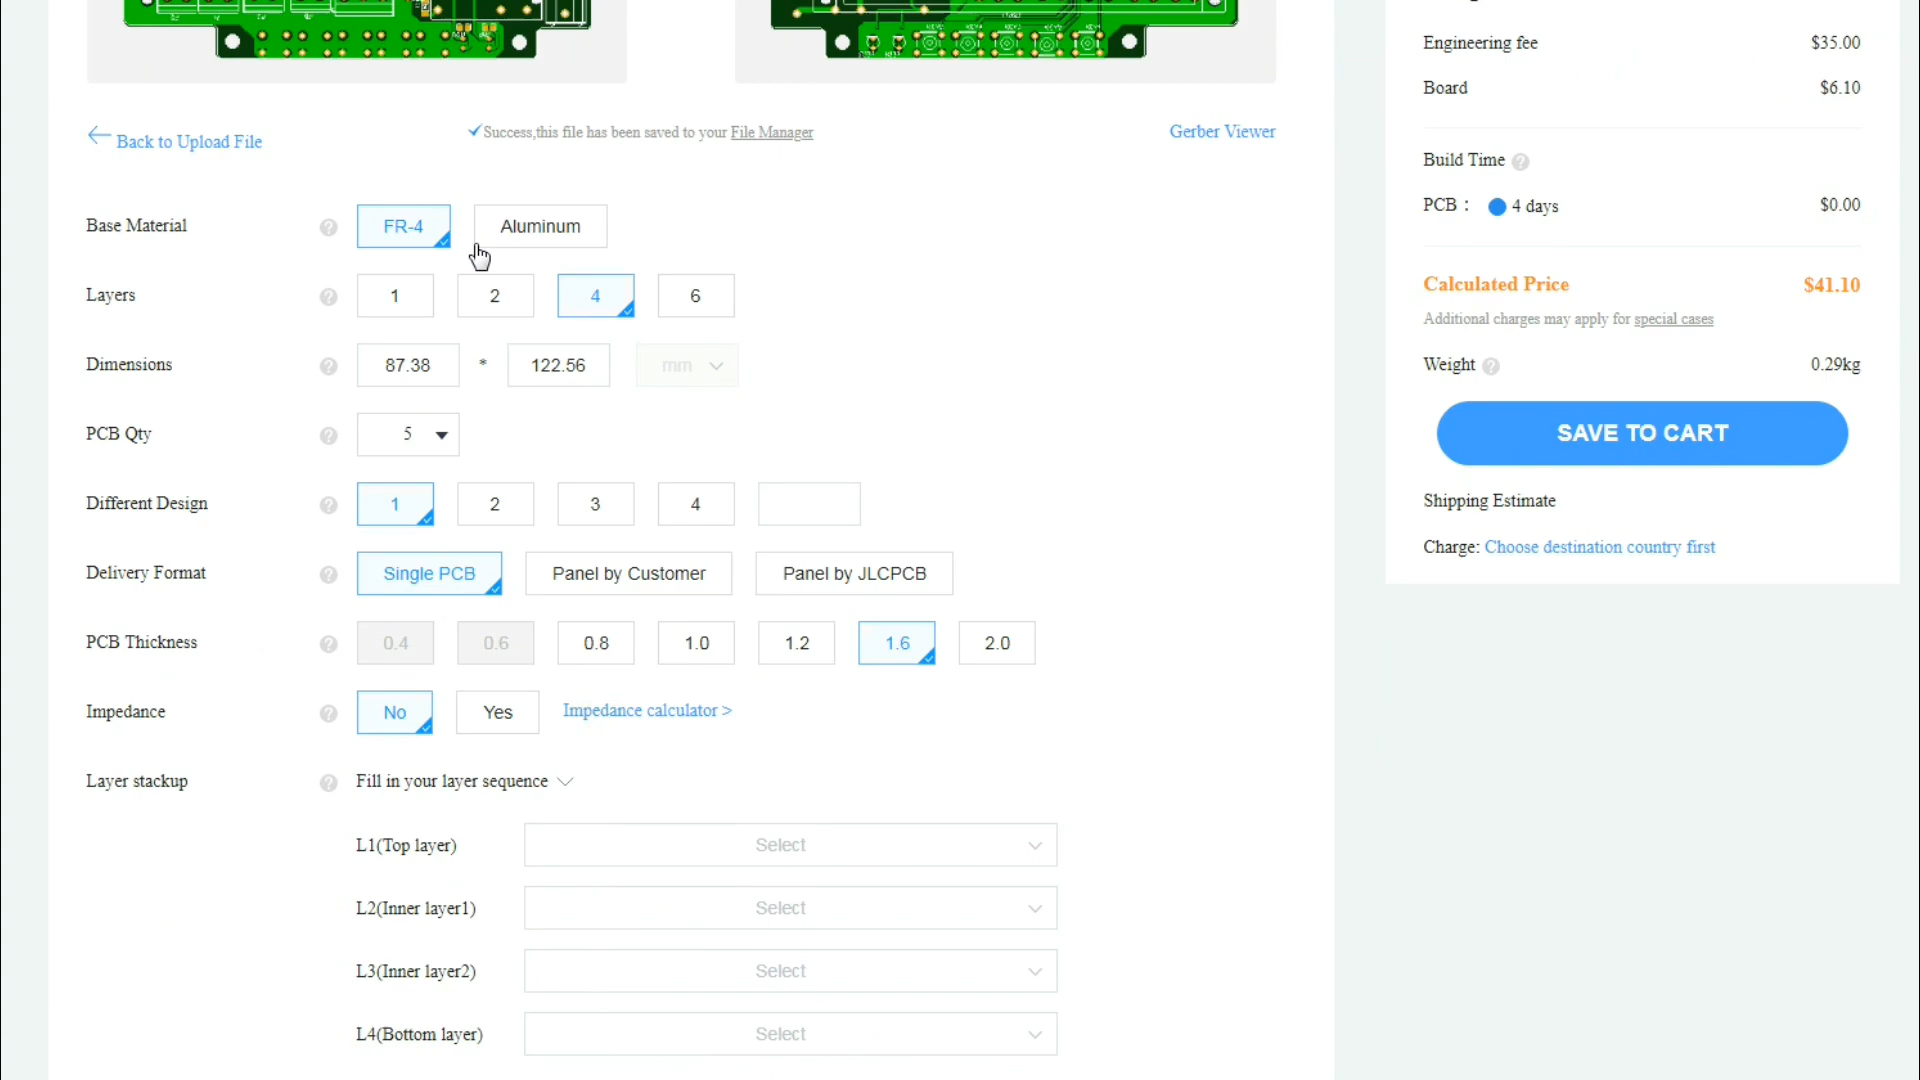 Engineering fee $35.00
Board $6.10
Back to Upload File
Success,this file has been saved to your File Manager
Gerber Viewer
Build Time
PCB : 4 days $0.00
Base Material FR-4 Aluminum
Calculated Price $41.10
Layers 1 2 4 6
Additional charges may apply for special cases
Dimensions 87.38 * 122.56 mm
Weight 0.29kg
PCB Qty 5
SAVE TO CART
Different Design 1 2 3 4
Shipping Estimate
Charge: Choose destination country first
Delivery Format Single PCB Panel by Customer Panel by JLCPCB
PCB Thickness 0.4 0.6 0.8 1.0 1.2 1.6 2.0
Impedance No Yes Impedance calculator >
Layer stackup Fill in your layer sequence
L1(Top layer) Select
L2(Inner layer1) Select
L3(Inner layer2) Select
L4(Bottom layer) Select